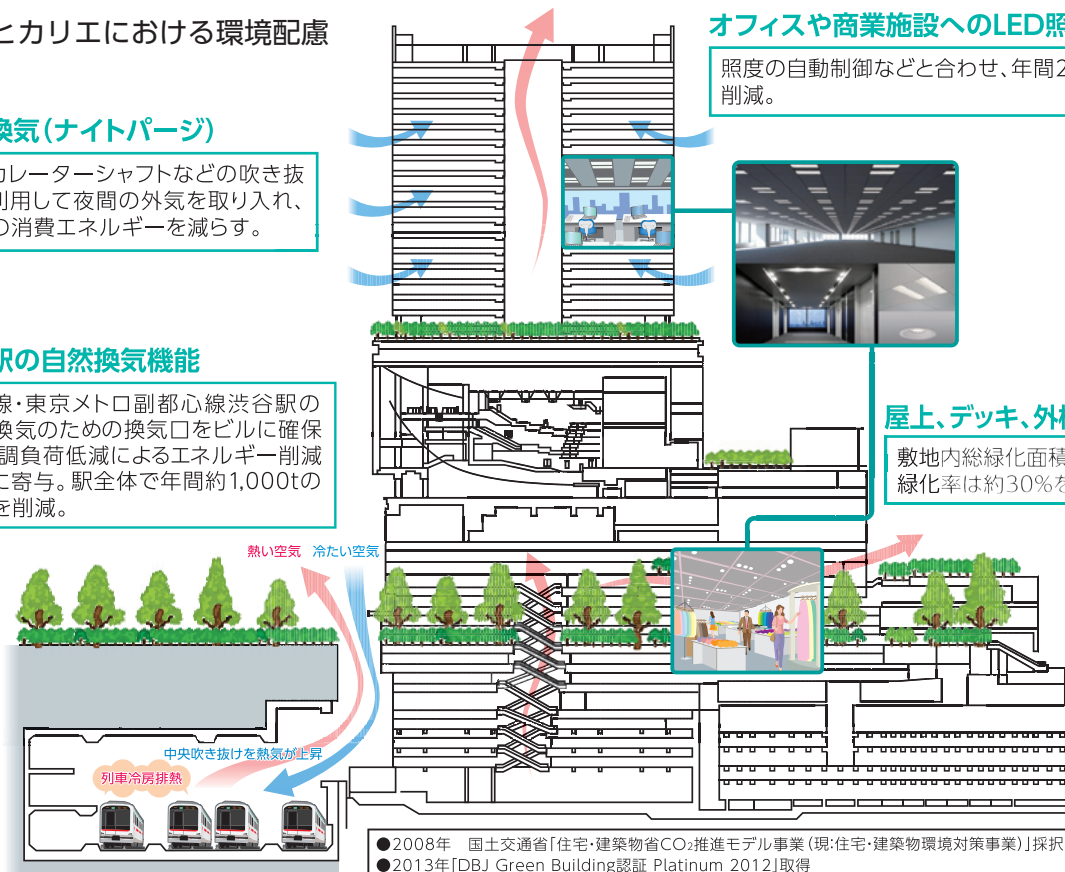 ヒカリエにおける環境配慮
オフィスや商業施設へのLED照
照度の自動制御などと合わせ、年間2
削減。
換気(ナイトパージ)
カレーターシャフトなどの吹き抜
利用して夜間の外気を取り入れ、
の消費エネルギーを減らす。
駅の自然換気機能
線・東京メトロ副都心線渋谷駅の
換気のための換気口をビルに確保
調負荷低減によるエネルギー削減
に寄与。駅全体で年間約1,000tの
を削減。
屋上、デッキ、外
敷地内総緑化面積
緑化率は約30%を
熱い空気 冷たい空気
中央吹き抜けを熱気が上昇
列車冷房排熱
●2008年 国土交通省「住宅・建築物省CO₂推進モデル事業(現:住宅・建築物環境対策事業)」採択
●2013年「DBJ Green Building認証 Platinum 2012」取得